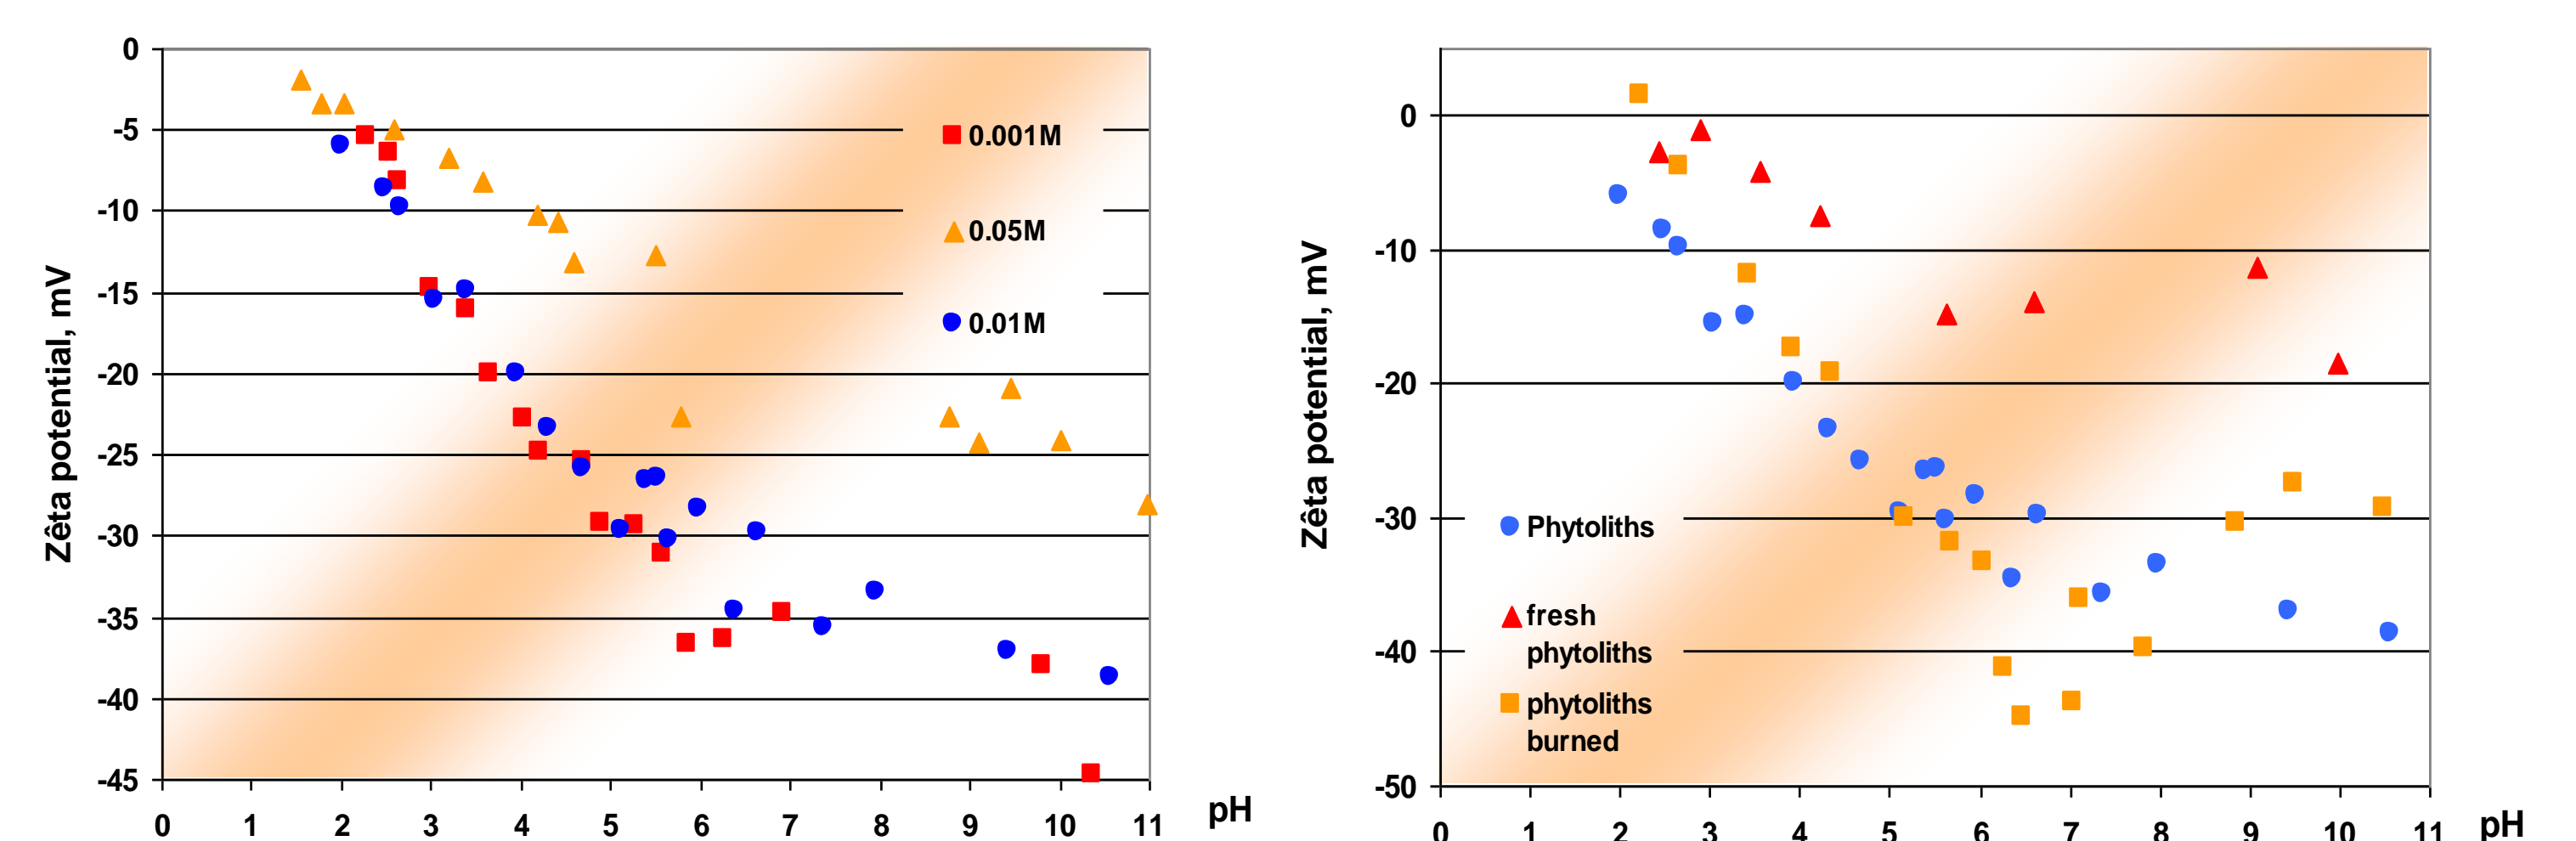 0
-5
-10
-15
-20
-25
-30
-35
-40
-45
Zêta potential, mV
0.001M
0.05M
0.01M
0 1 2 3 4 5 6 7 8 9 10 11
pH
0
-10
-20
-30
-40
-50
Zêta potential, mV
Phytoliths
fresh
phytoliths
phytoliths
burned
0 1 2 3 4 5 6 7 8 9 10 11
pH